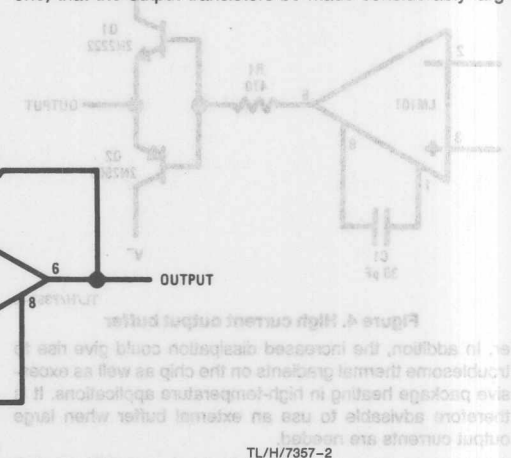 Q1
2N2222
2
R1
470
LM101
OUTPUT
6
8
3
Q2
1
V-
C1
30 pF
6
OUTPUT
8
Figure 4. High current output buffer
er. In addition, the increased dissipation could give rise to
troublesome thermal gradients on the chip as well as exces-
sive package heating in high-temperature applications. It
therefore advisable to use an external buffer when large
output currents are needed.
TL/H/7357–2